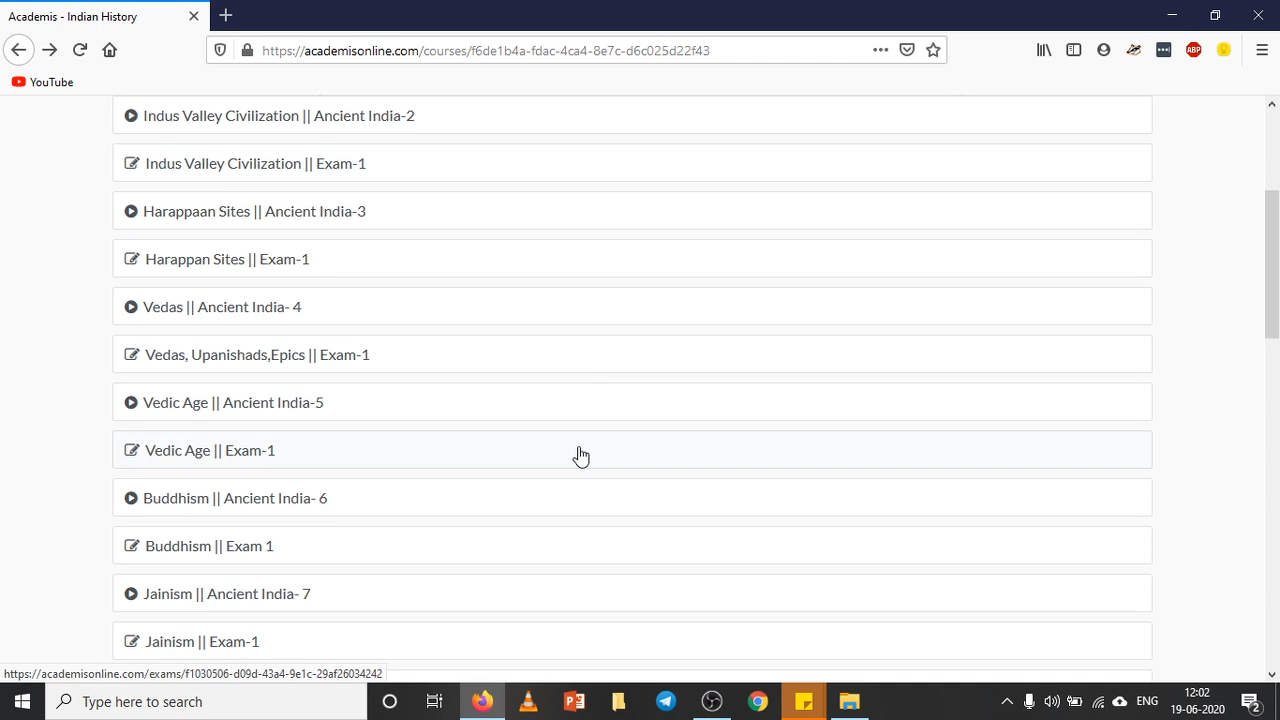 Academis - Indian History
https://academisonline.com/courses/f6de1b4a-fdac-4ca4-8e7c-d6c025d22f43
ABP
YouTube
Indus Valley Civilization || Ancient India-2
Indus Valley Civilization || Exam-1
Harappaan Sites || Ancient India-3
Harappan Sites || Exam-1
Vedas || Ancient India- 4
Vedas, Upanishads,Epics || Exam-1
Vedic Age || Ancient India-5
Vedic Age || Exam-1
Buddhism || Ancient India- 6
Buddhism || Exam 1
Jainism || Ancient India- 7
Jainism || Exam-1
https://academisonline.com/exams/f1030506-d09d-43a4-9e1c-29af26034242
Type here to search
ENG
12:02
19-06-2020
2